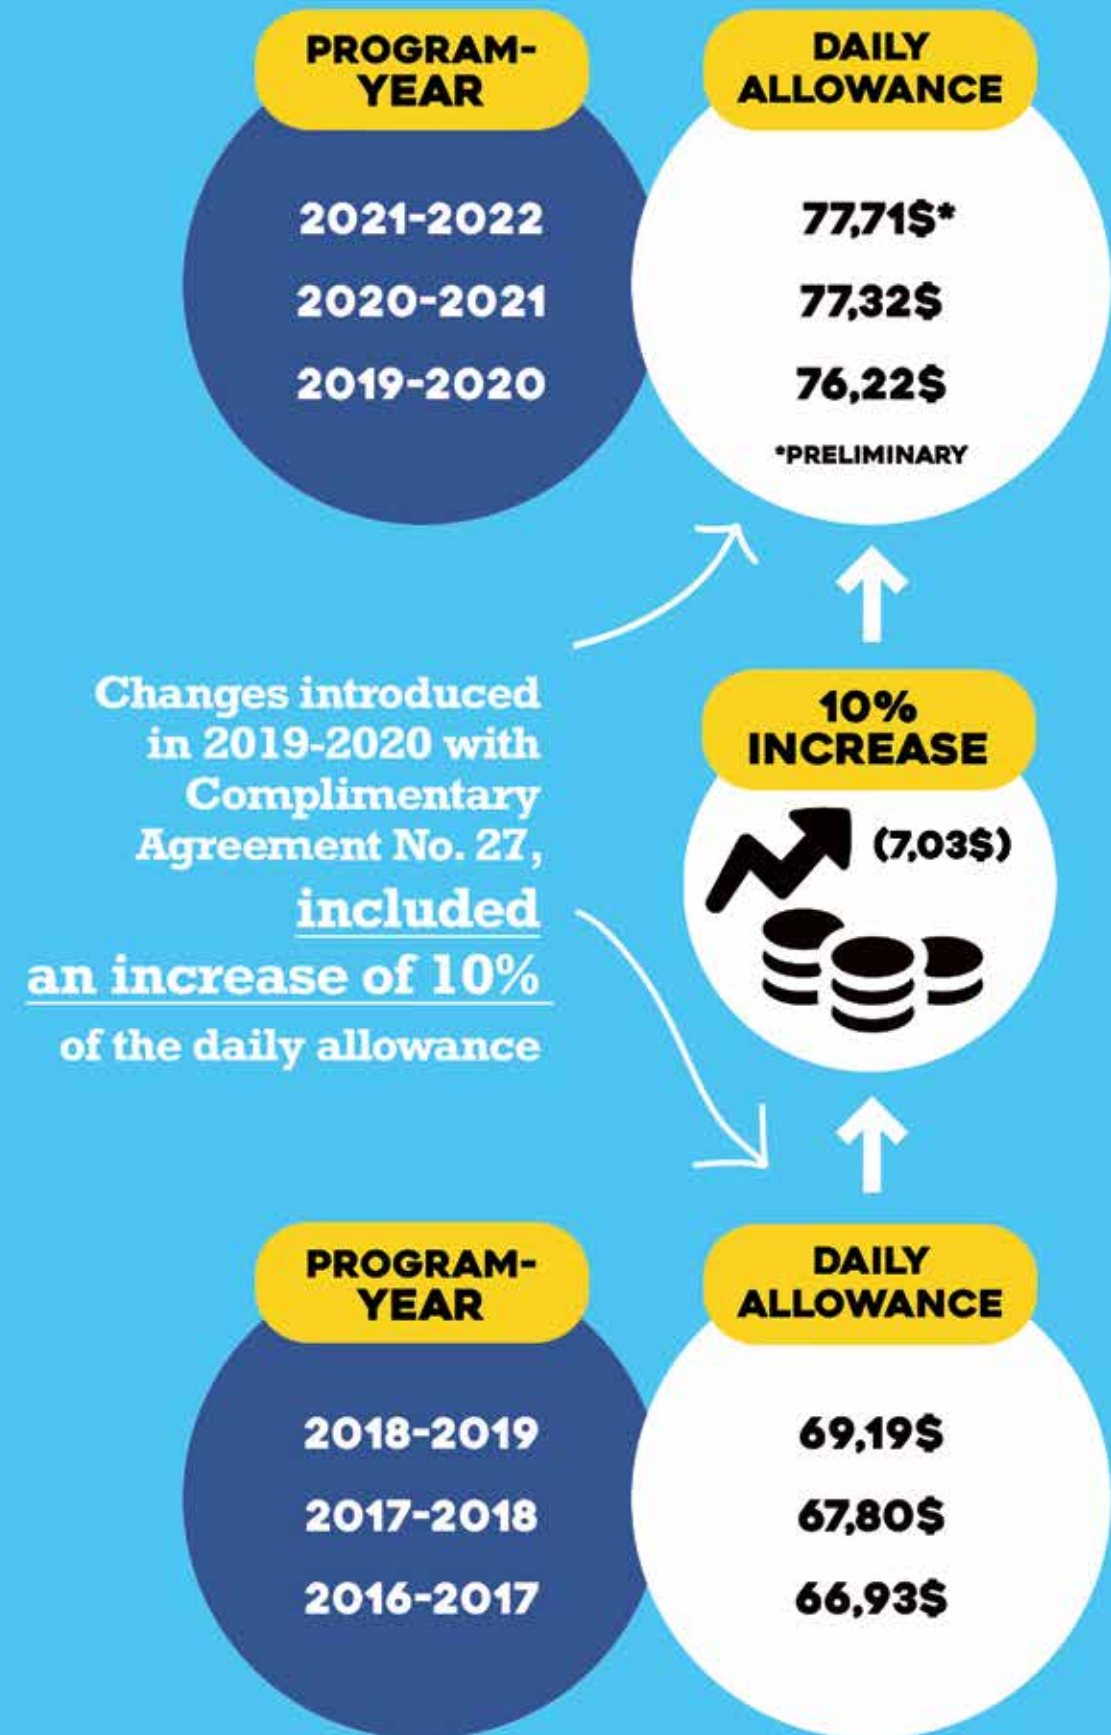 PROGRAM-
YEAR
DAILY
ALLOWANCE
2021-2022
77,71$*
2020-2021
77,32$
2019-2020
76,22$
*PRELIMINARY
Changes introduced
in 2019-2020 with
Complimentary
Agreement No. 27,
included
an increase of 10%
of the daily allowance
10%
INCREASE
(7,03$)
PROGRAM-
YEAR
DAILY
ALLOWANCE
2018-2019
69,19$
2017-2018
67,80$
2016-2017
66,93$